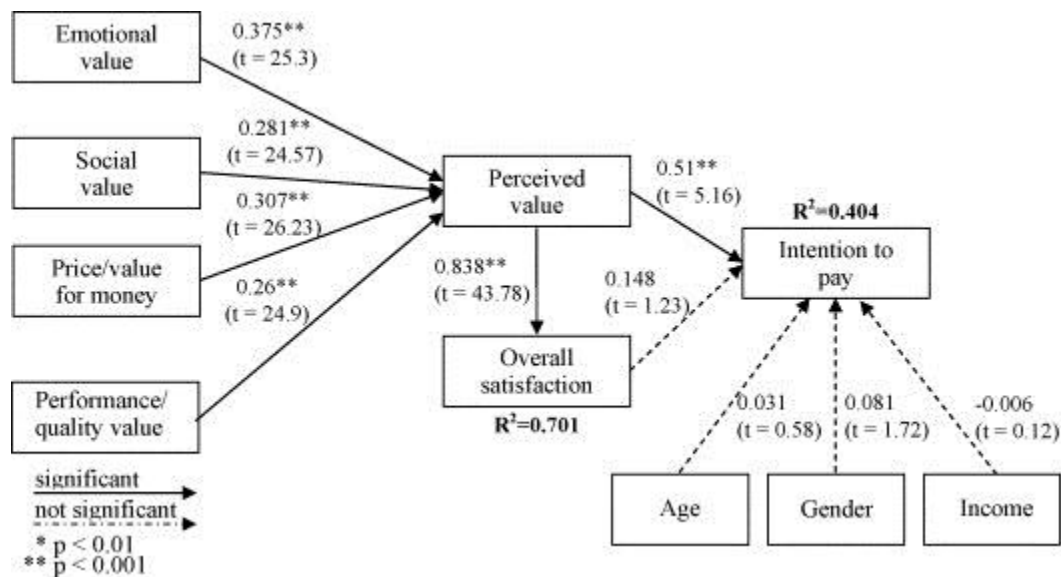 Emotional
value
0.375**
(t = 25.3)
Social
value
0.281**
(t = 24.57)
Price/value
for money
0.307**
(t = 26.23)
Performance/
quality value
0.26**
(t = 24.9)
Perceived
value
0.51**
(t = 5.16)
0.838**
(t = 43.78)
Overall
satisfaction
R²=0.701
0.148
(t = 1.23)
R²=0.404
Intention to
pay
0.031
(t = 0.58)
0.081
(t = 1.72)
-0.006
(t = 0.12)
Age
Gender
Income
significant
not significant
* p < 0.01
** p < 0.001